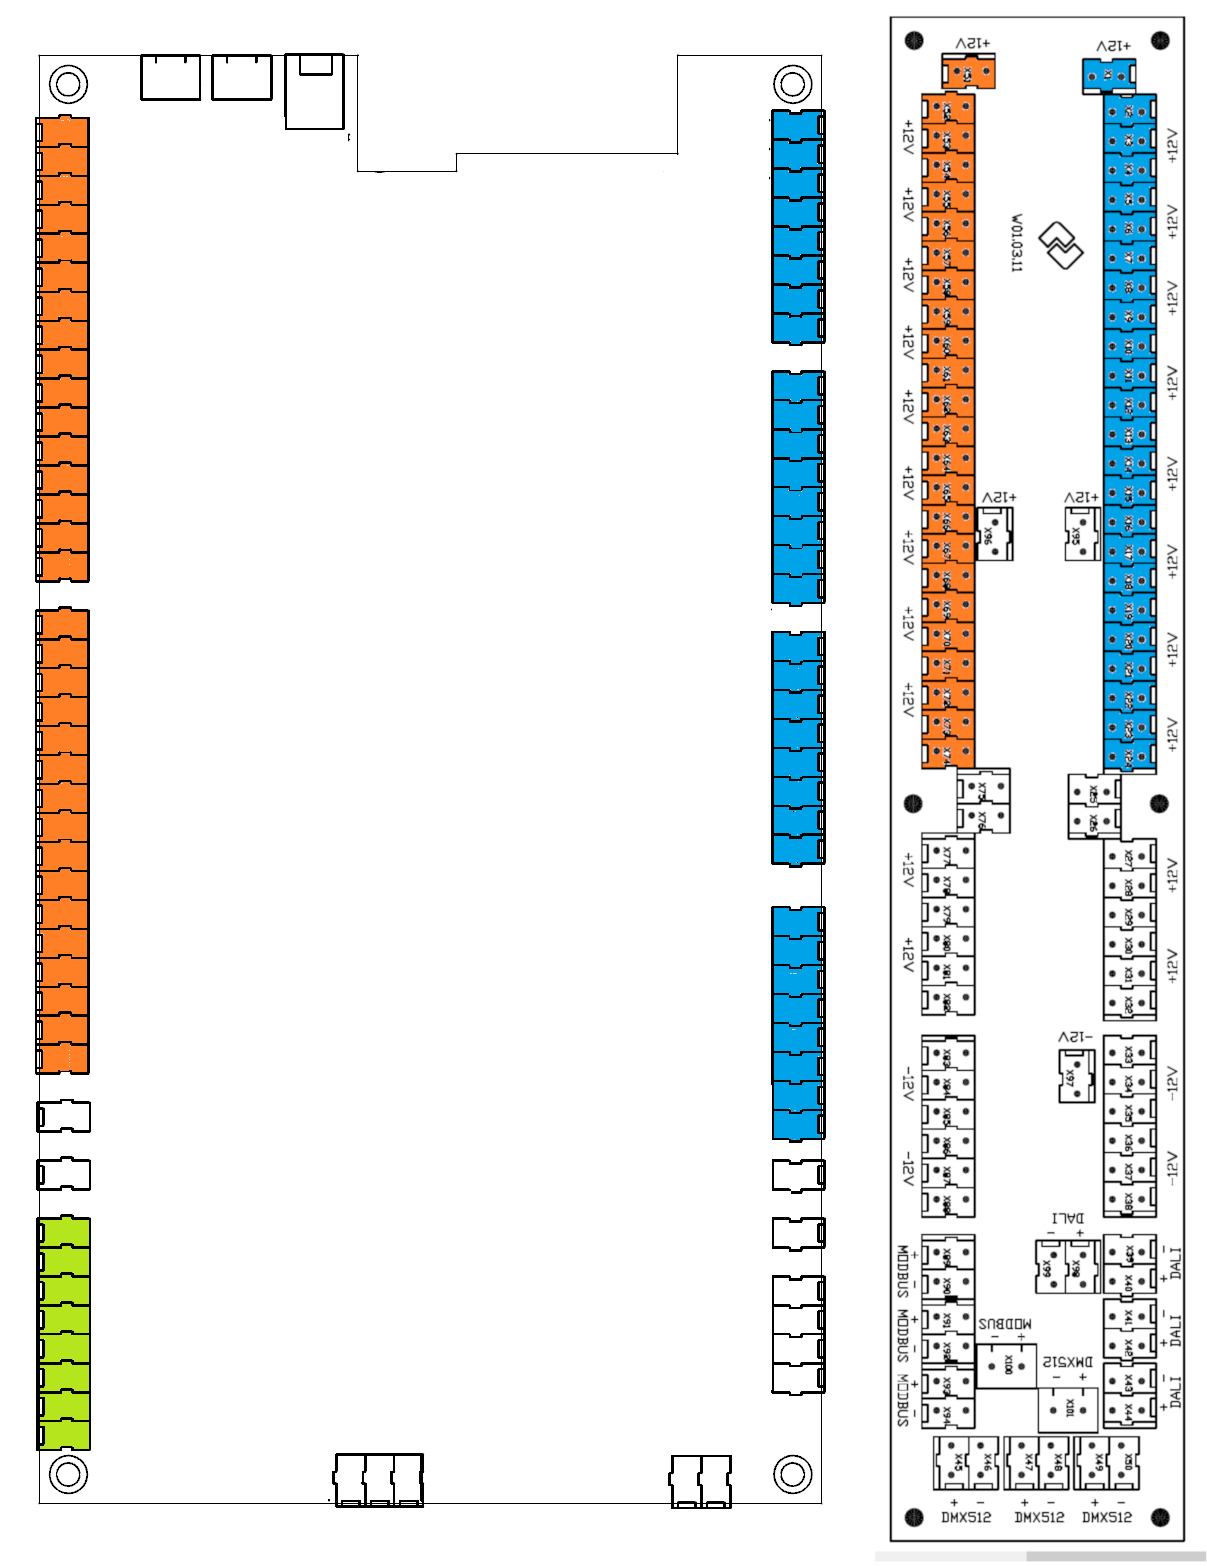 +12V +12V
X51 X1
X52 X2
X53 X3
X54 X4
X55 X5
X56 X6
X57 X7
X58 X8
X59 X9
X60 X10
X61 X11
X62 X12
X63 X13
X64 X14
X65 X15
X66 X16
X67 X17
X68 X18
X69 X19
X70 X20
X71 X21
X72 X22
X73 X23
X74 X24
+12V
+12V
+12V
+12V
+12V
+12V
+12V
+12V
+12V
W01.03.11
+12V
+12V
+12V
+12V
+12V
+12V
+12V
+12V
+12V +12V
X96 X95
X75 X25
X76 X26
X77 X27
X78 X28
X79 X29
X80 X30
X81 X31
X82 X32
+12V +12V
+12V +12V
-12V
X97
X83 X33
X84 X34
X85 X35
X86 X36
X87 X37
X88 X38
-12V -12V
-12V -12V
DALI
- +
X99 X98
MODBUS + - X89 X90
X39 X40 - + DALI
MODBUS + - X91 X92
X41 X42 - + DALI
MODBUS + - X93 X94
X43 X44 - + DALI
MODBUS
- +
X100
DMX512
- +
X101
X45 X46 X47 X48 X49 X50
+ - + - + -
DMX512 DMX512 DMX512